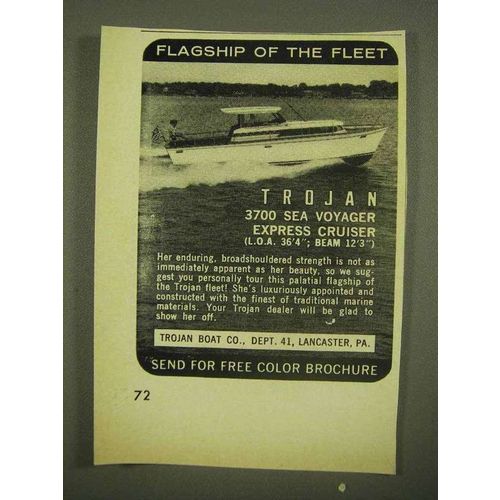 FLAGSHIP OF THE FLEET
TROJAN
3700 SEA VOYAGER
EXPRESS CRUISER
(L.O.A. 36'4"; BEAM 12'3")
Her enduring, broadshouldered strength is not as
immediately apparent as her beauty, so we sug-
gest you personally tour this palatial flagship of
the Trojan fleet! She's luxuriously appointed and
constructed with the finest of traditional marine
materials. Your Trojan dealer will be glad to
show her off.
TROJAN BOAT CO., DEPT. 41, LANCASTER, PA.
SEND FOR FREE COLOR BROCHURE
72